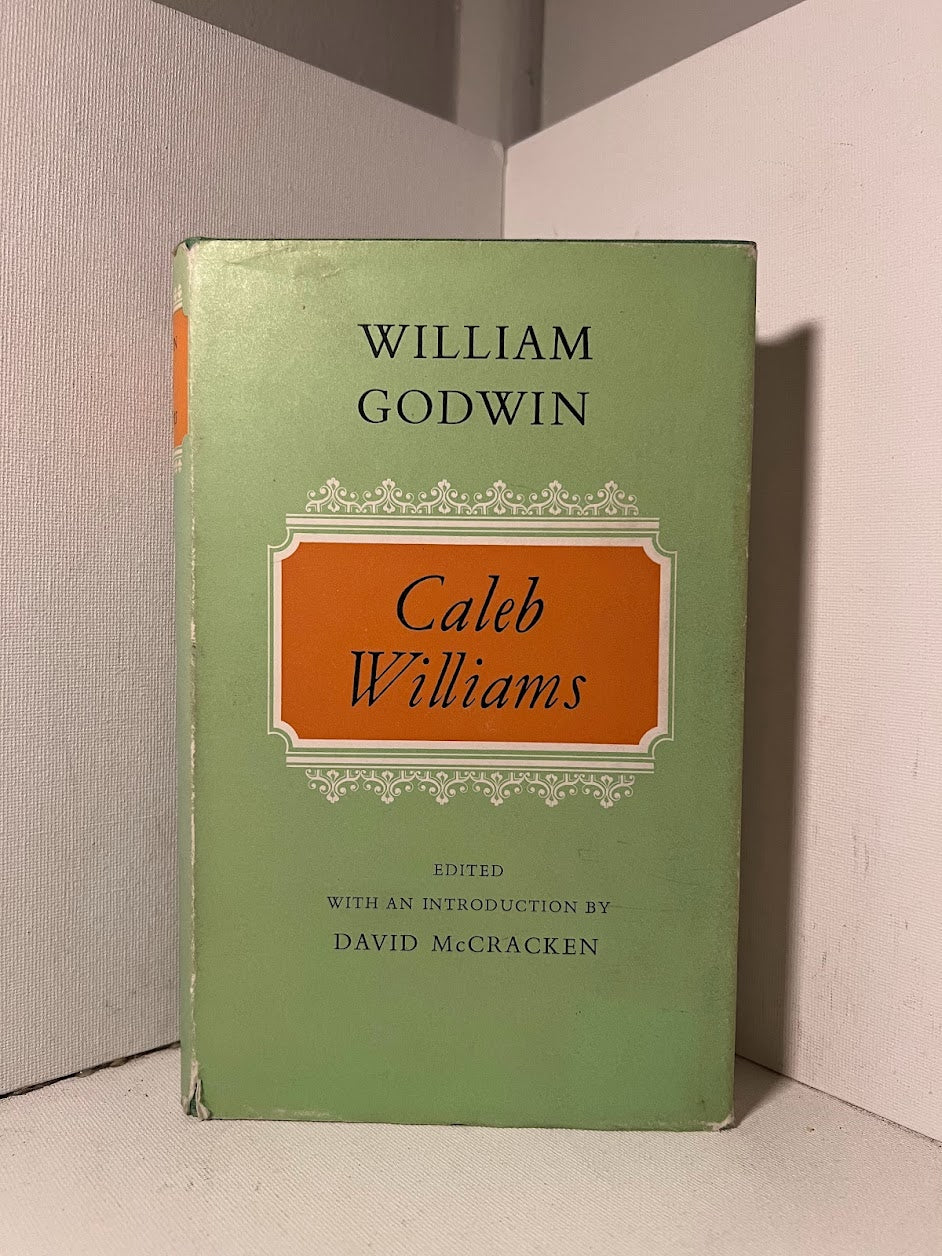 WILLIAM
GODWIN
Caleb
Williams
EDITED
WITH AN INTRODUCTION BY
DAVID McCRACKEN